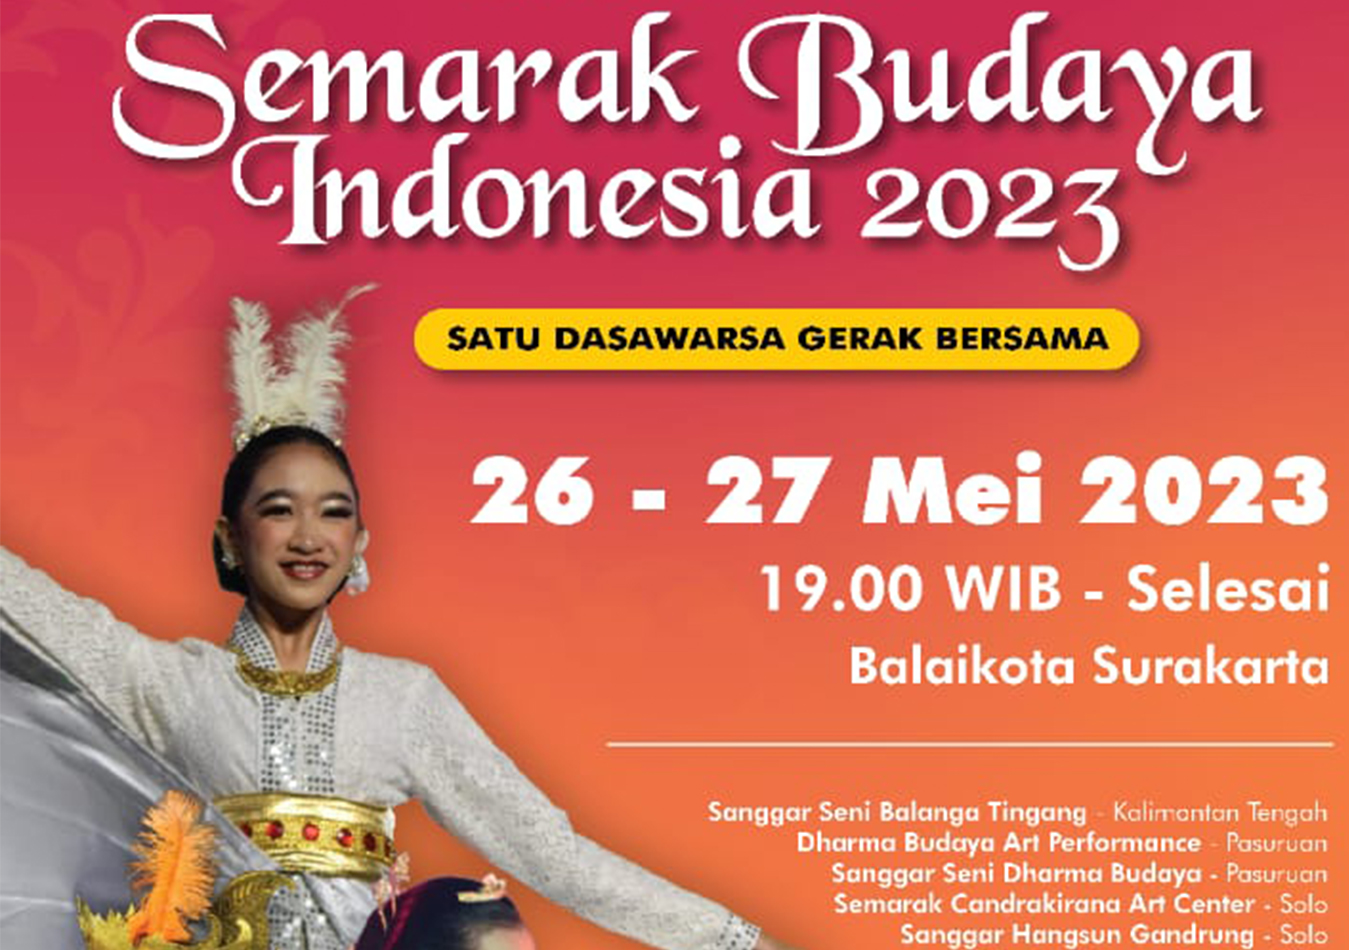 Semarak Budaya
Indonesia 2023
SATU DASAWARSA GERAK BERSAMA
26 - 27 Mei 2023
19.00 WIB - Selesai
Balaikota Surakarta
Sanggar Seni Balanga Tingang - Kalimantan Tengah
Dharma Budaya Art Performance - Pasuruan
Sanggar Seni Dharma Budaya - Pasuruan
Semarak Candrakirana Art Center - Solo
Sanggar Hangsun Gandrung - Solo